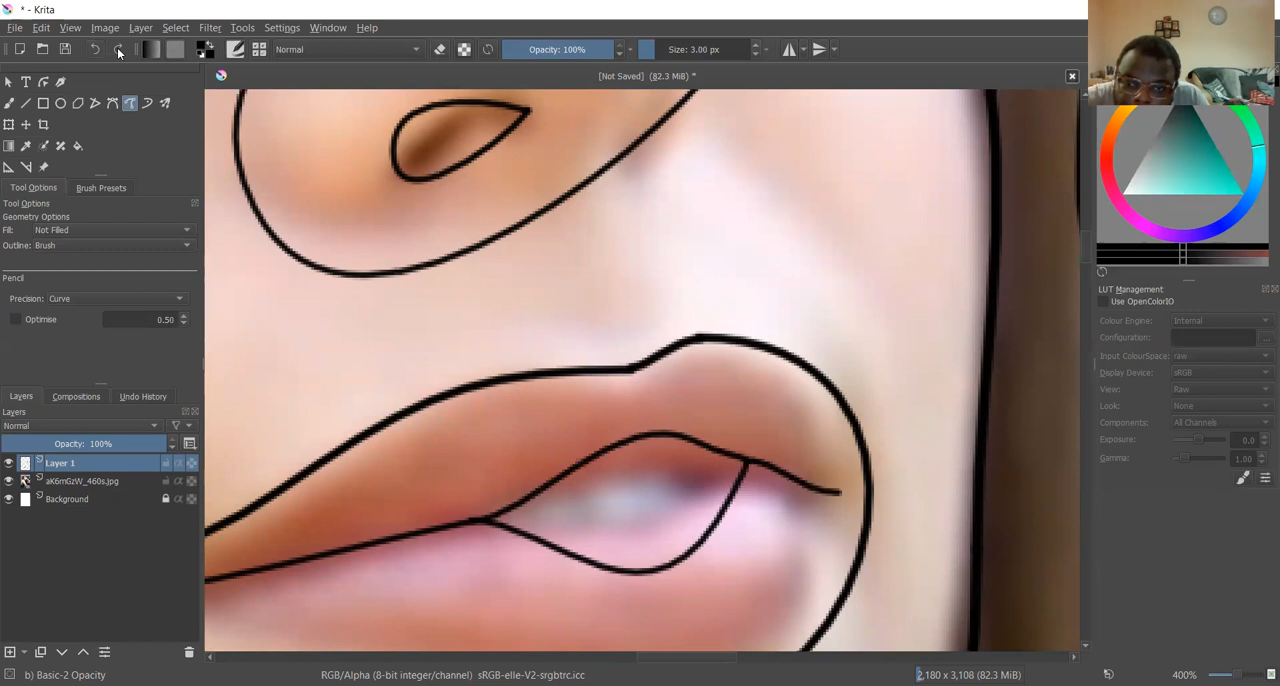 * - Krita
File Edit View Image Layer Select Filter Tools Settings Window Help
Normal Opacity: 100% Size: 3.00 px
[Not Saved] (82.3 MiB) *
Tool Options Brush Presets
Tool Options
Geometry Options
Fill: Not Filled
Outline: Brush
Pencil
Precision: Curve
Optimise 0.50
Layers Compositions Undo History
Layers
Normal
Opacity: 100%
Layer 1
aK6mGzW_460s.jpg
Background
LUT Management
Use OpenColorIO
Colour Engine: Internal
Configuration: ...
Input ColourSpace: raw
Display Device: sRGB
View: Raw
Look: None
Components: All Channels
Exposure: 0.0
Gamma: 1.00
b) Basic-2 Opacity RGB/Alpha (8-bit integer/channel) sRGB-elle-V2-srgbtrc.icc 2,180 x 3,108 (82.3 MiB) 400%